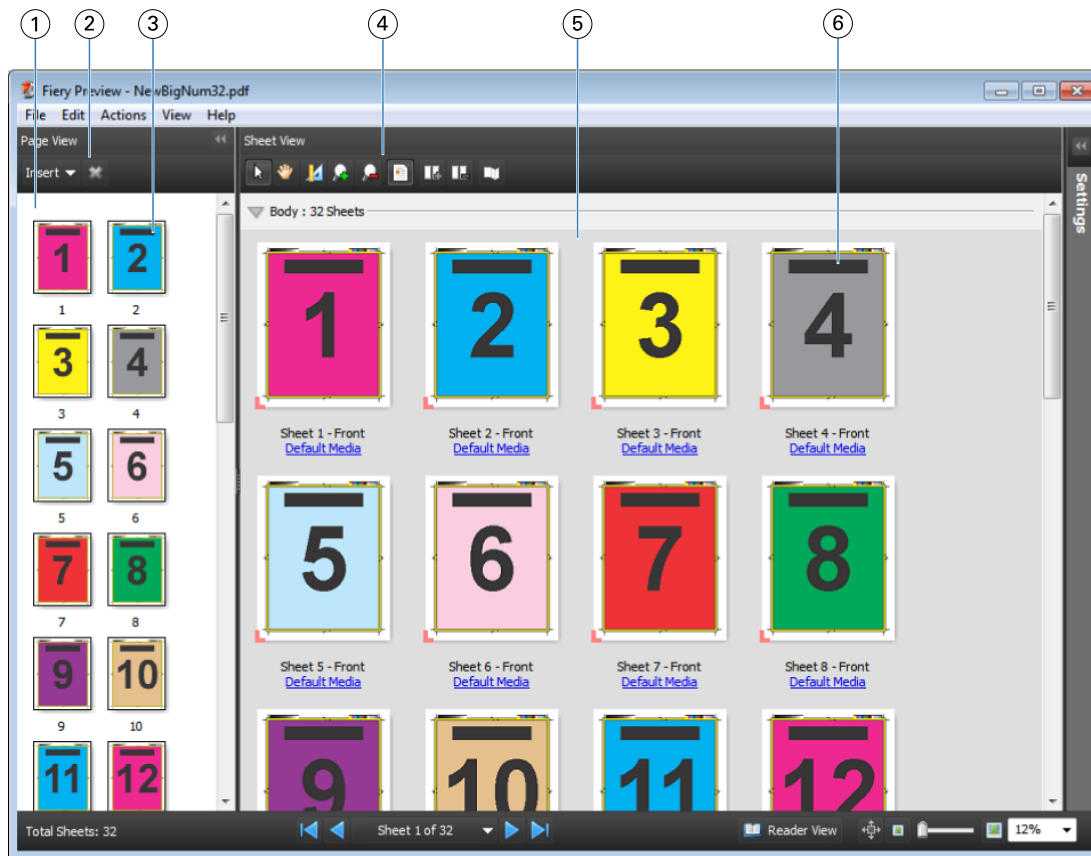 1 2 3 4 5 6
Fiery Preview - NewBigNum32.pdf
File Edit Actions View Help
Page View
Sheet View
Insert
Settings
Body : 32 Sheets
1 2
1 2
3 4
3 4
5 6
5 6
7 8
7 8
9 10
9 10
11 12
1 2 3 4
Sheet 1 - Front Sheet 2 - Front Sheet 3 - Front Sheet 4 - Front
Default Media Default Media Default Media Default Media
5 6 7 8
Sheet 5 - Front Sheet 6 - Front Sheet 7 - Front Sheet 8 - Front
Default Media Default Media Default Media Default Media
9 10 11 12
Total Sheets: 32
Sheet 1 of 32
Reader View
12%